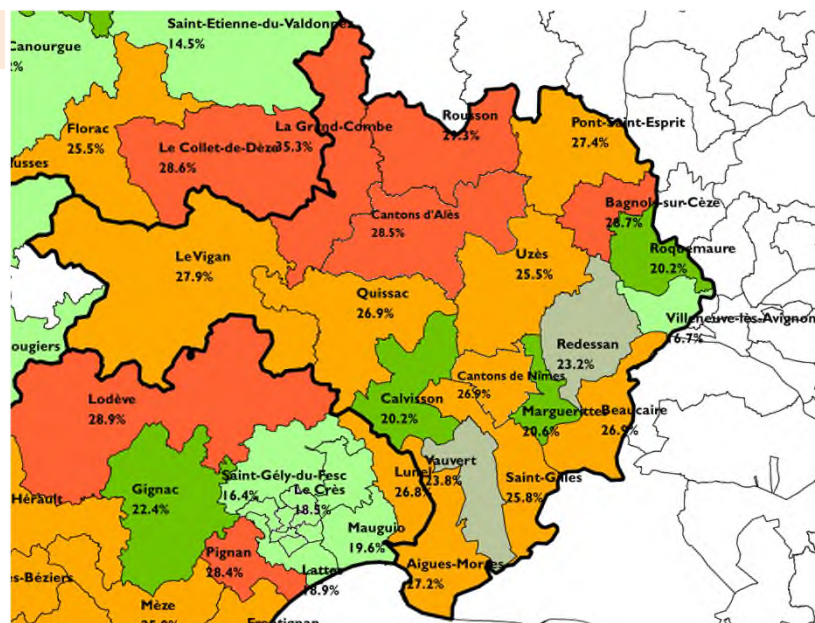 Saint-Etienne-du-Valdonnez
14.5%
Canourgue
Florac
25.5%
Le Collet-de-Dèze
28.6%
La Grand-Combe
35.3%
Rousson
Pont-Saint-Esprit
27.4%
Cantons d'Alès
28.5%
Bagnols-sur-Cèze
28.7%
Roquemaure
20.2%
Le Vigan
27.9%
Uzès
25.5%
Quissac
26.9%
Villeneuve-lès-Avignon
16.7%
ougiers
Redessan
23.2%
Lodève
28.9%
Calvisson
20.2%
Cantons de Nîmes
26.9%
Marguerittes
20.6%
Beaucaire
26.9%
Vauvert
23.8%
Saint-Gilles
25.8%
Lunel
26.8%
Gignac
22.4%
Saint-Gély-du-Fesc
16.4%
Le Crès
18.5%
Hérault
Mauguio
19.6%
Pignan
28.4%
Lattes
18.9%
Aigues-Mortes
27.2%
s-Béziers
Mèze
Frontignan